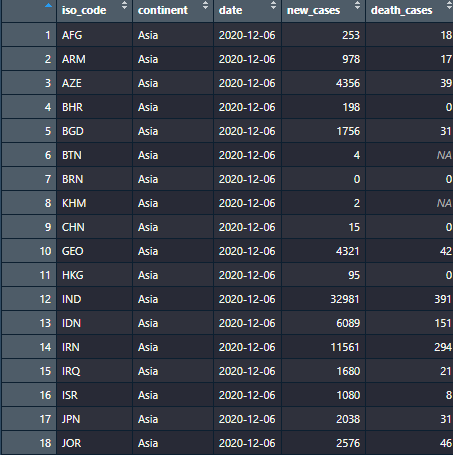 iso_code continent date new_cases death_cases
1 AFG Asia 2020-12-06 253 18
2 ARM Asia 2020-12-06 978 17
3 AZE Asia 2020-12-06 4356 39
4 BHR Asia 2020-12-06 198 0
5 BGD Asia 2020-12-06 1756 31
6 BTN Asia 2020-12-06 4 NA
7 BRN Asia 2020-12-06 0 0
8 KHM Asia 2020-12-06 2 NA
9 CHN Asia 2020-12-06 15 0
10 GEO Asia 2020-12-06 4321 42
11 HKG Asia 2020-12-06 95 0
12 IND Asia 2020-12-06 32981 391
13 IDN Asia 2020-12-06 6089 151
14 IRN Asia 2020-12-06 11561 294
15 IRQ Asia 2020-12-06 1680 21
16 ISR Asia 2020-12-06 1080 8
17 JPN Asia 2020-12-06 2038 31
18 JOR Asia 2020-12-06 2576 46